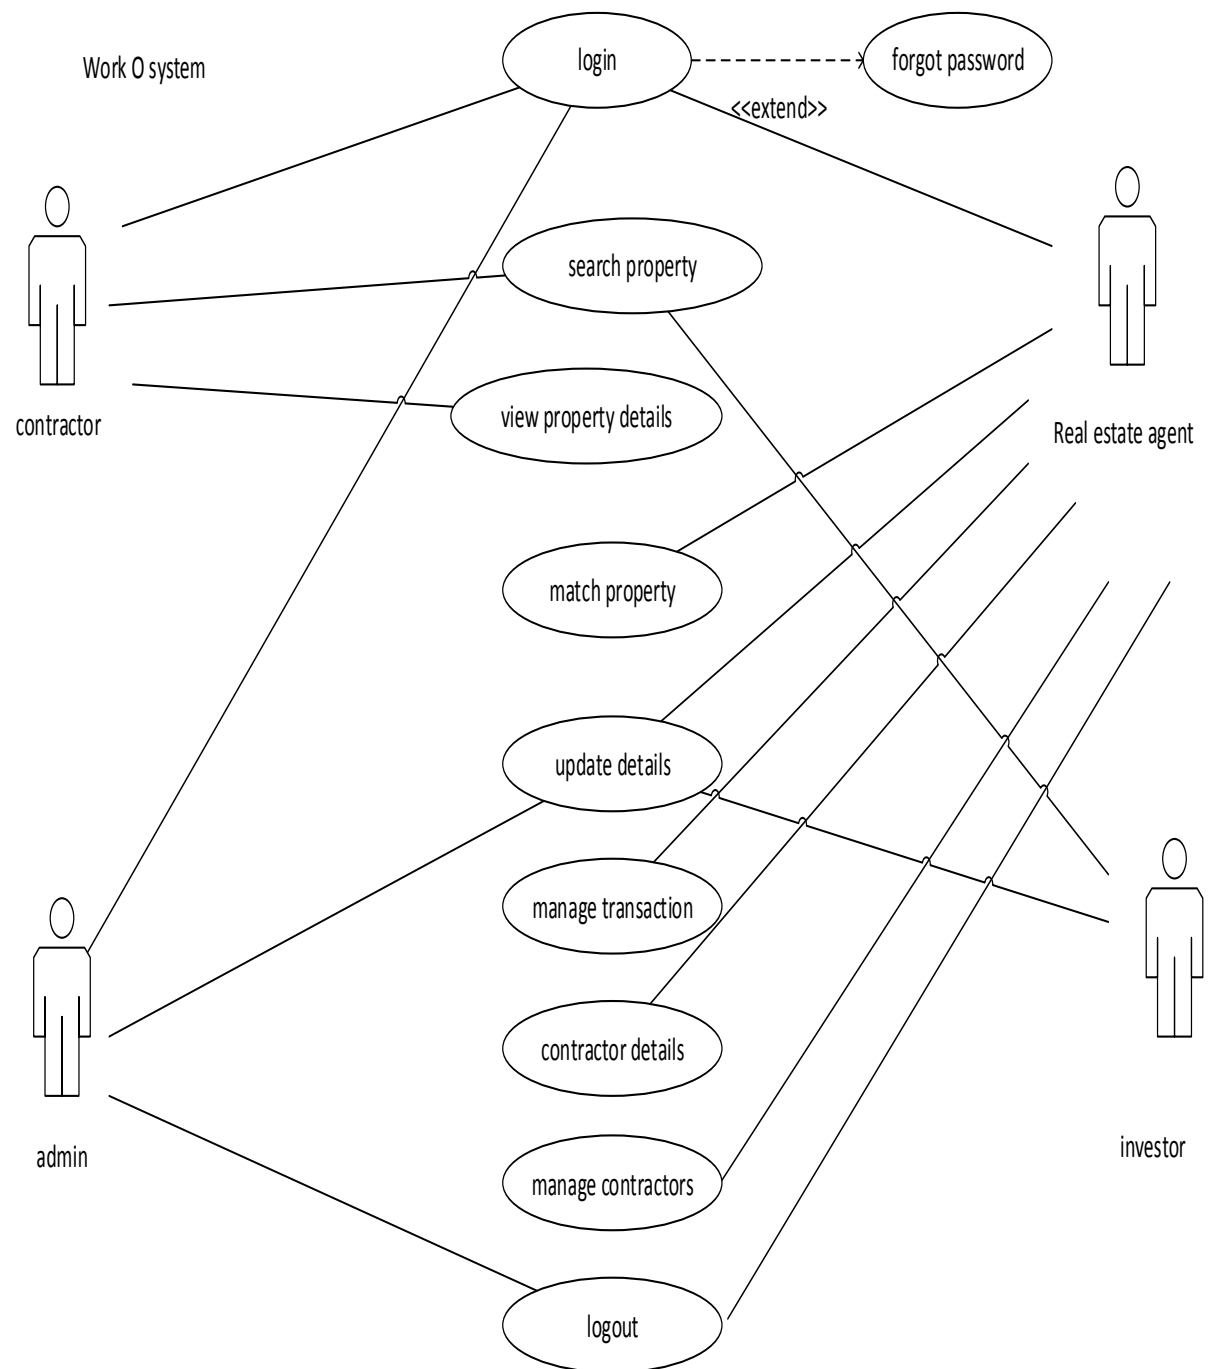 login
forgot password
Work O system
<<extend>>
search property
view property details
contractor
Real estate agent
match property
update details
manage transaction
contractor details
investor
admin
manage contractors
logout